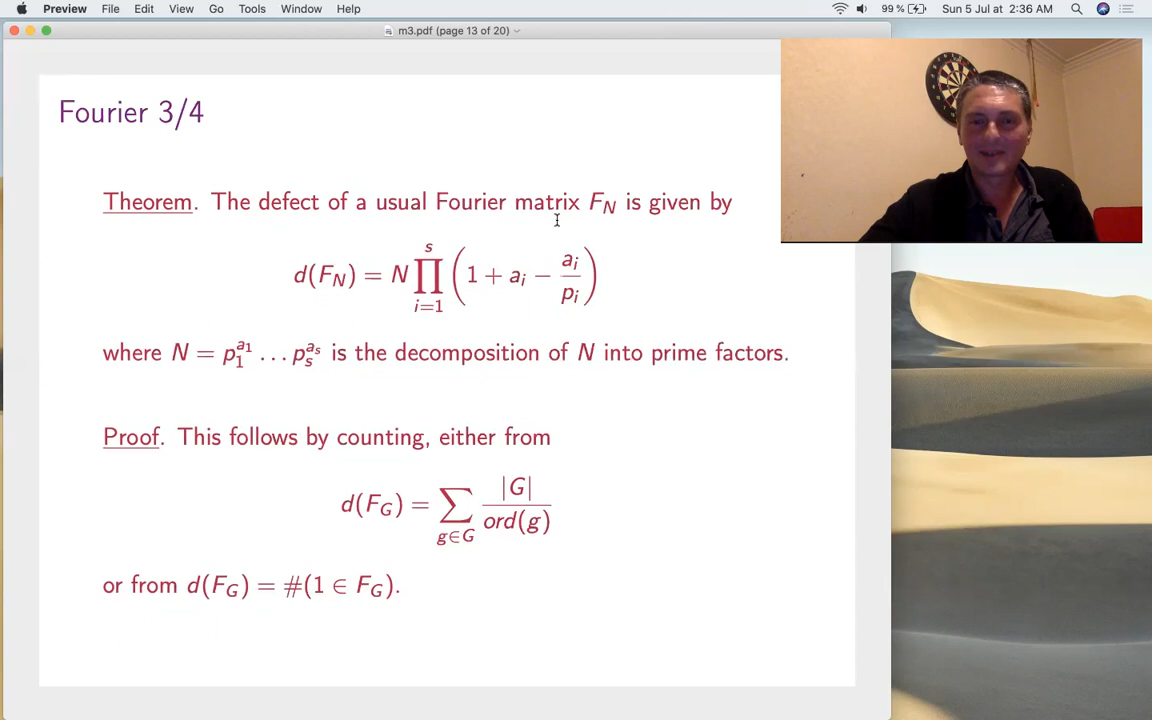 Preview File Edit View Go Tools Window Help 99 % Sun 5 Jul at 2:36 AM
m3.pdf (page 13 of 20)
Fourier 3/4
Theorem. The defect of a usual Fourier matrix F_N is given by
d(F_N) = N ∏_{i=1}^{s} (1 + a_i − a_i/p_i)
where N = p_1^{a_1} … p_s^{a_s} is the decomposition of N into prime factors.
Proof. This follows by counting, either from
d(F_G) = ∑_{g∈G} |G|/ord(g)
or from d(F_G) = #(1 ∈ F_G).